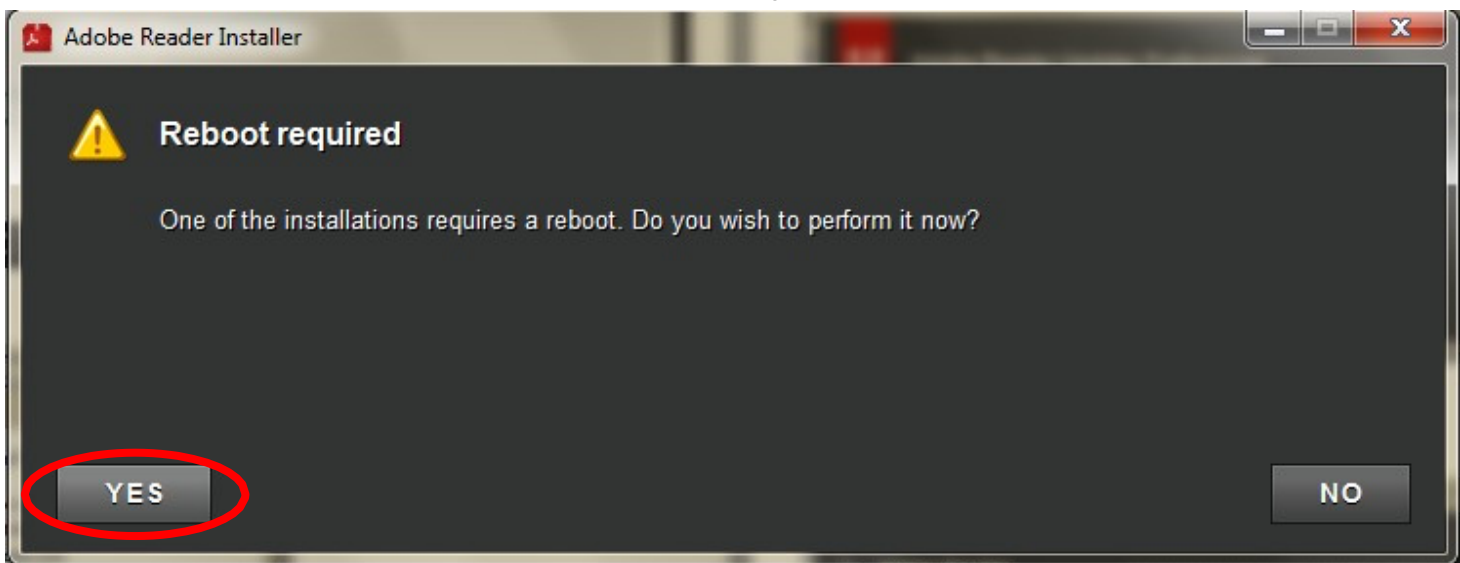 Adobe Reader Installer
Reboot required
One of the installations requires a reboot. Do you wish to perform it now?
YES
NO